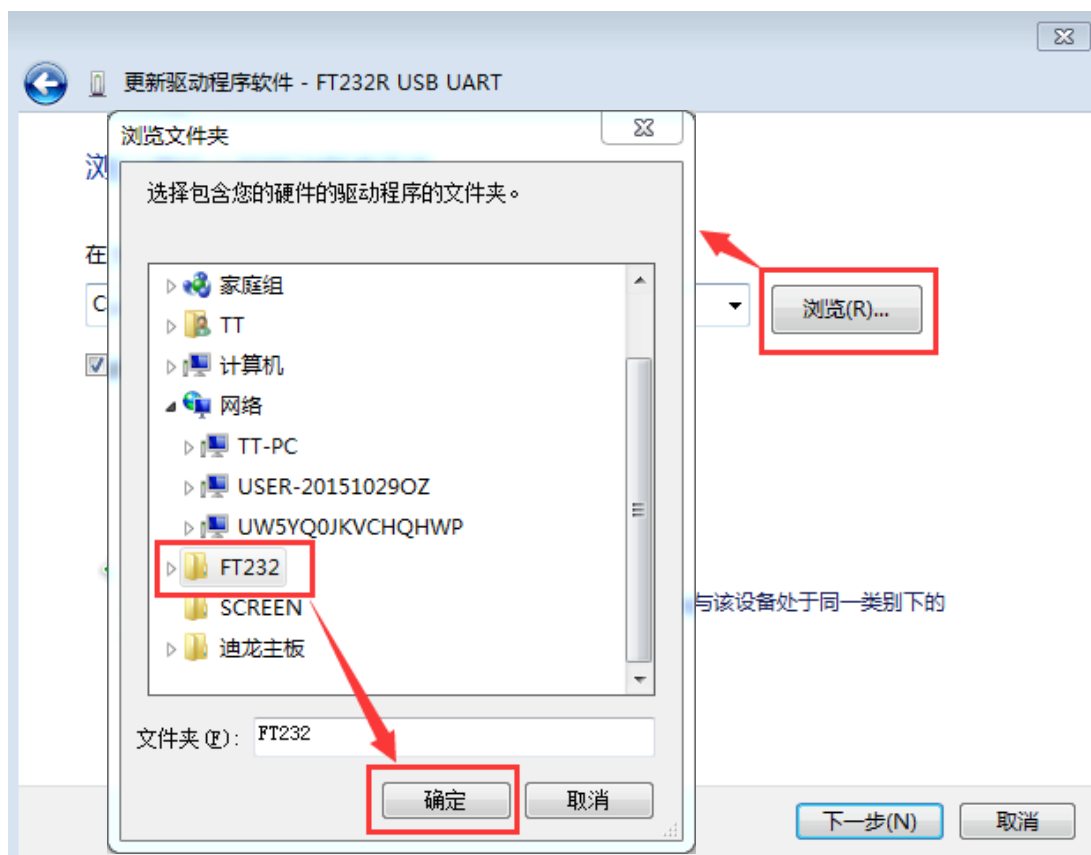 更新驱动程序软件 - FT232R USB UART
浏览文件夹
浏
选择包含您的硬件的驱动程序的文件夹。
在
家庭组
C
浏览(R)...
TT
计算机
网络
TT-PC
USER-20151029OZ
UW5YQ0JKVCHQHWP
FT232
SCREEN
与该设备处于同一类别下的
迪龙主板
文件夹(F): FT232
确定
取消
下一步(N)
取消